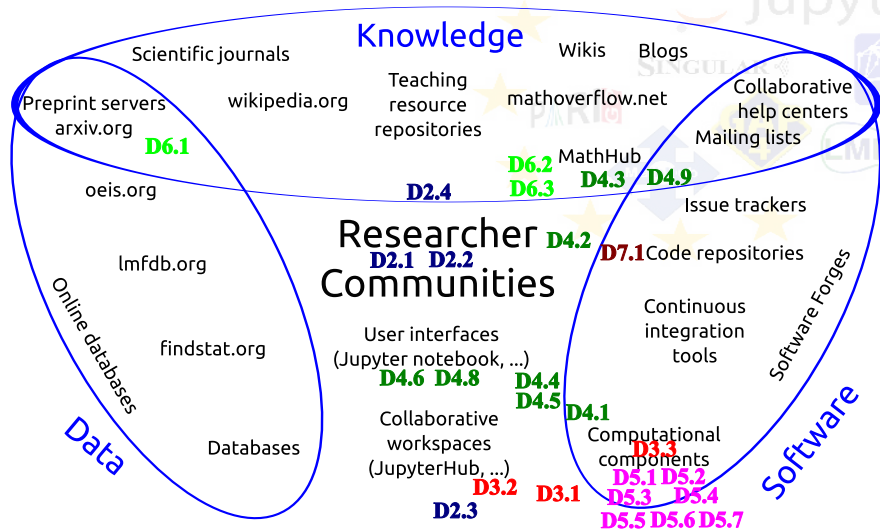 Jupyter
Knowledge
Scientific journals
Wikis
Blogs
SINGULAR
Preprint servers
arxiv.org
wikipedia.org
Teaching
resource
repositories
mathoverflow.net
PARI
Collaborative
help centers
Mailing lists
D6.1
D6.2
D6.3
MathHub
D4.3
D4.9
D2.4
oeis.org
Issue trackers
Researcher
Communities
D4.2
D2.1 D2.2
D7.1
Code repositories
lmfdb.org
Online databases
findstat.org
Continuous
integration
tools
Software Forges
User interfaces
(Jupyter notebook, ...)
D4.6 D4.8
D4.4
D4.5
D4.1
Data
Databases
Collaborative
workspaces
(JupyterHub, ...)
Computational
components
D3.3
Software
D3.2
D3.1
D2.3
D5.1 D5.2
D5.3 D5.4
D5.5 D5.6 D5.7